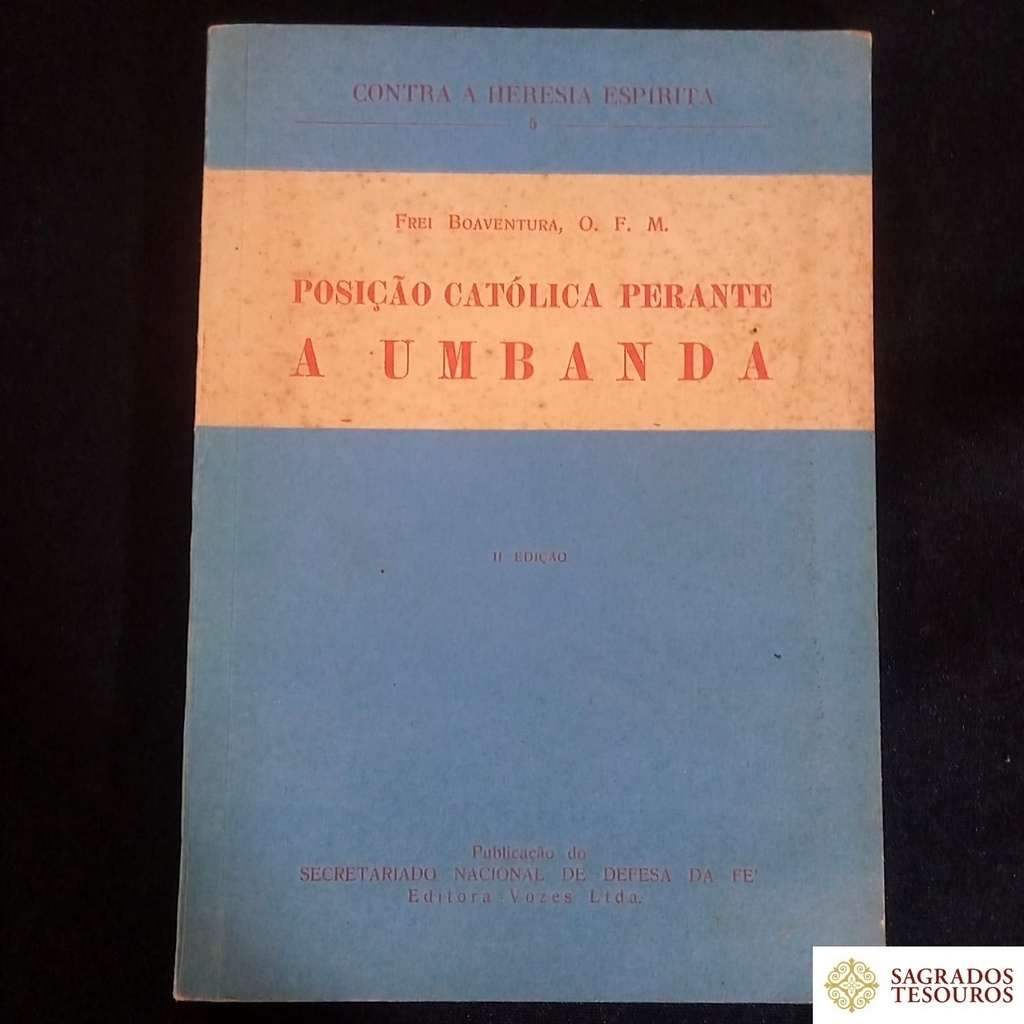 CONTRA A HERESIA ESPÍRITA
5
FREI BOAVENTURA, O. F. M.
POSIÇÃO CATÓLICA PERANTE
A UMBANDA
II EDIÇÃO
Publicação do
SECRETARIADO NACIONAL DE DEFESA DA FE'
Editora Vozes Ltda.
SAGRADOS
TESOUROS